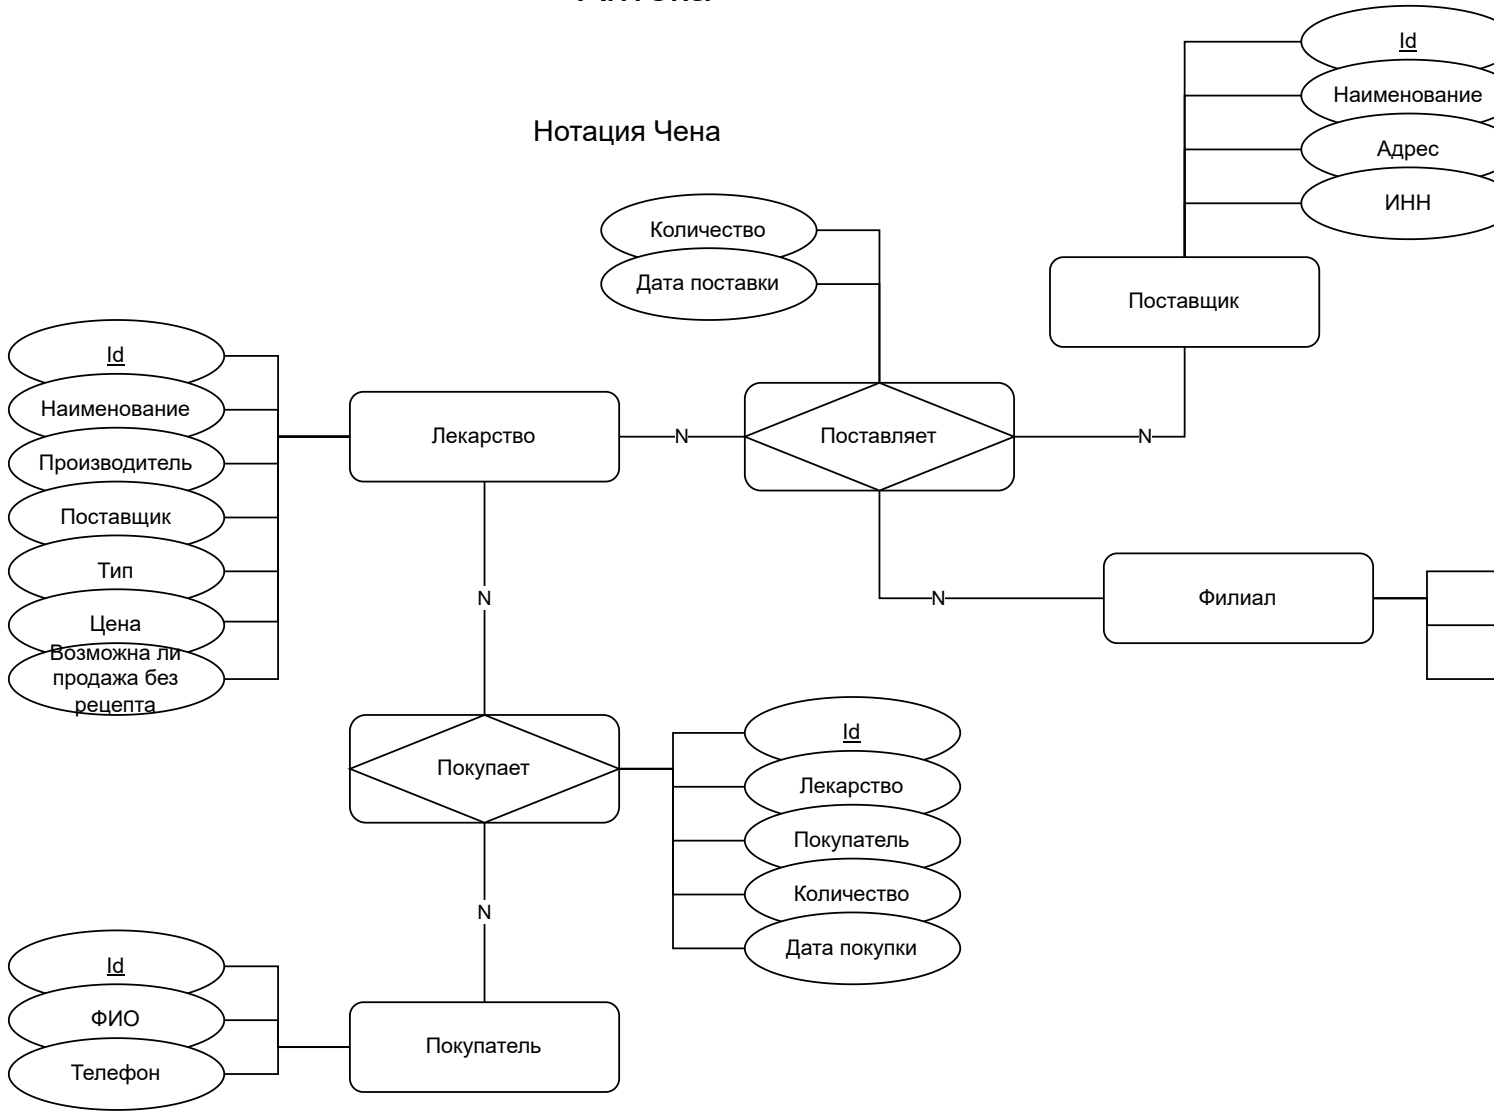 Нотация Чена
Id
Наименование
Адрес
ИНН
Поставщик
Количество
Дата поставки
Id
Наименование
Производитель
Поставщик
Тип
Цена
Возможна ли
продажа без
рецепта
Лекарство
N
Поставляет
N
N
Филиал
N
Покупает
Id
Лекарство
Покупатель
Количество
Дата покупки
N
Id
ФИО
Телефон
Покупатель